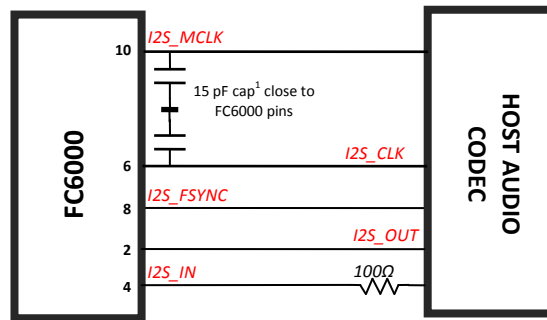 10
I2S_MCLK
15 pF cap¹ close to
FC6000 pins
6
I2S_CLK
8
I2S_FSYNC
2
I2S_OUT
4
I2S_IN
100Ω
FC6000
HOST AUDIO
CODEC